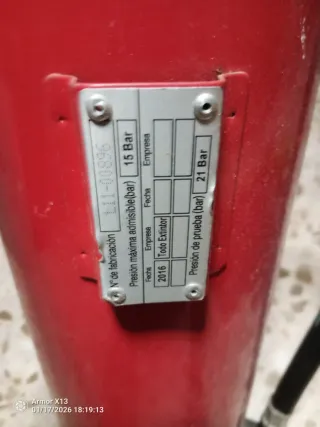 Nº de fabricación L11-00896
Presión máxima admisible(bar) 15 Bar
Fecha Empresa Fecha Empresa
2016 Todo Extintor
Presión de prueba (bar) 21 Bar
Armor X13
01/17/2026 18:19:13